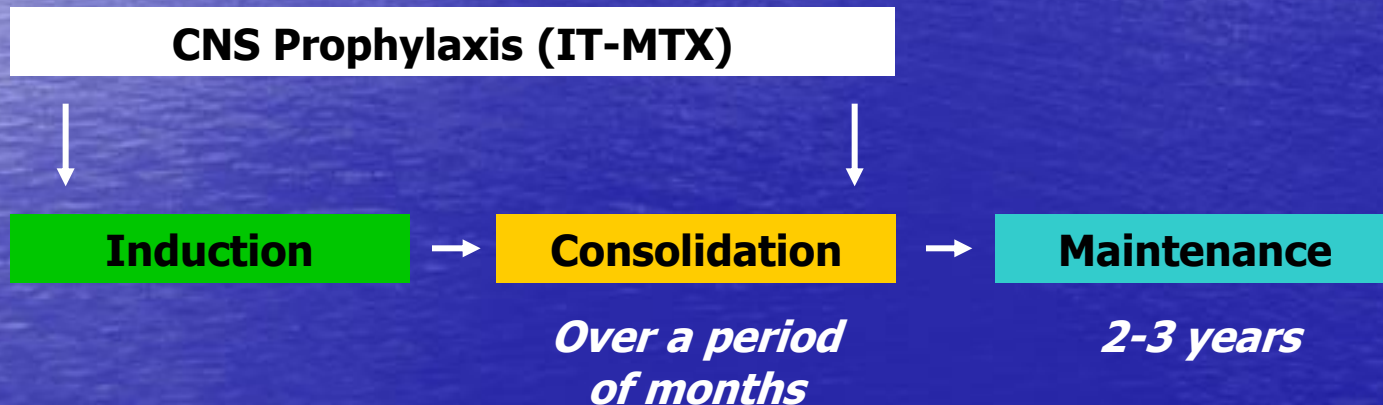 CNS Prophylaxis (IT-MTX)
Induction
Consolidation
Maintenance
Over a period
of months
2-3 years